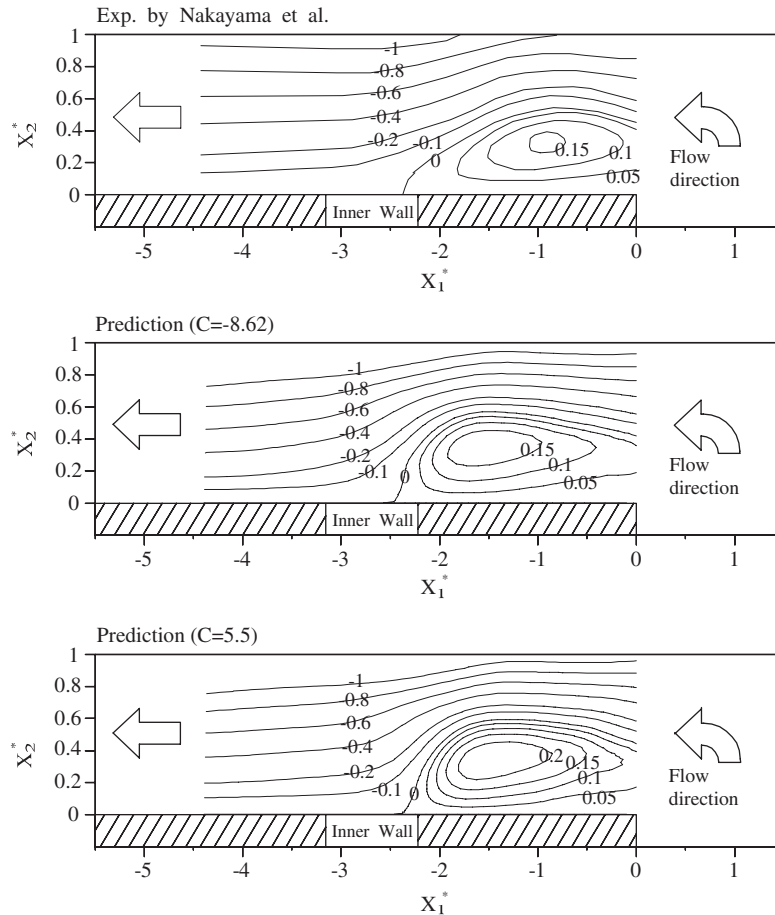 Exp. by Nakayama et al.
1
0.8
0.6
0.4
0.2
0
X₂*
-1
-0.8
-0.6
-0.4
-0.2
-0.1
0
0.15
0.1
0.05
Flow
direction
Inner Wall
-5 -4 -3 -2 -1 0 1
X₁*
Prediction (C=-8.62)
1
0.8
0.6
0.4
0.2
0
X₂*
-1
-0.8
-0.6
-0.4
-0.2
-0.1
0
0.15
0.1
0.05
Flow
direction
Inner Wall
-5 -4 -3 -2 -1 0 1
X₁*
Prediction (C=5.5)
1
0.8
0.6
0.4
0.2
0
X₂*
-1
-0.8
-0.6
-0.4
-0.2
-0.1
0
0.2
0.15
0.1
0.05
Flow
direction
Inner Wall
-5 -4 -3 -2 -1 0 1
X₁*